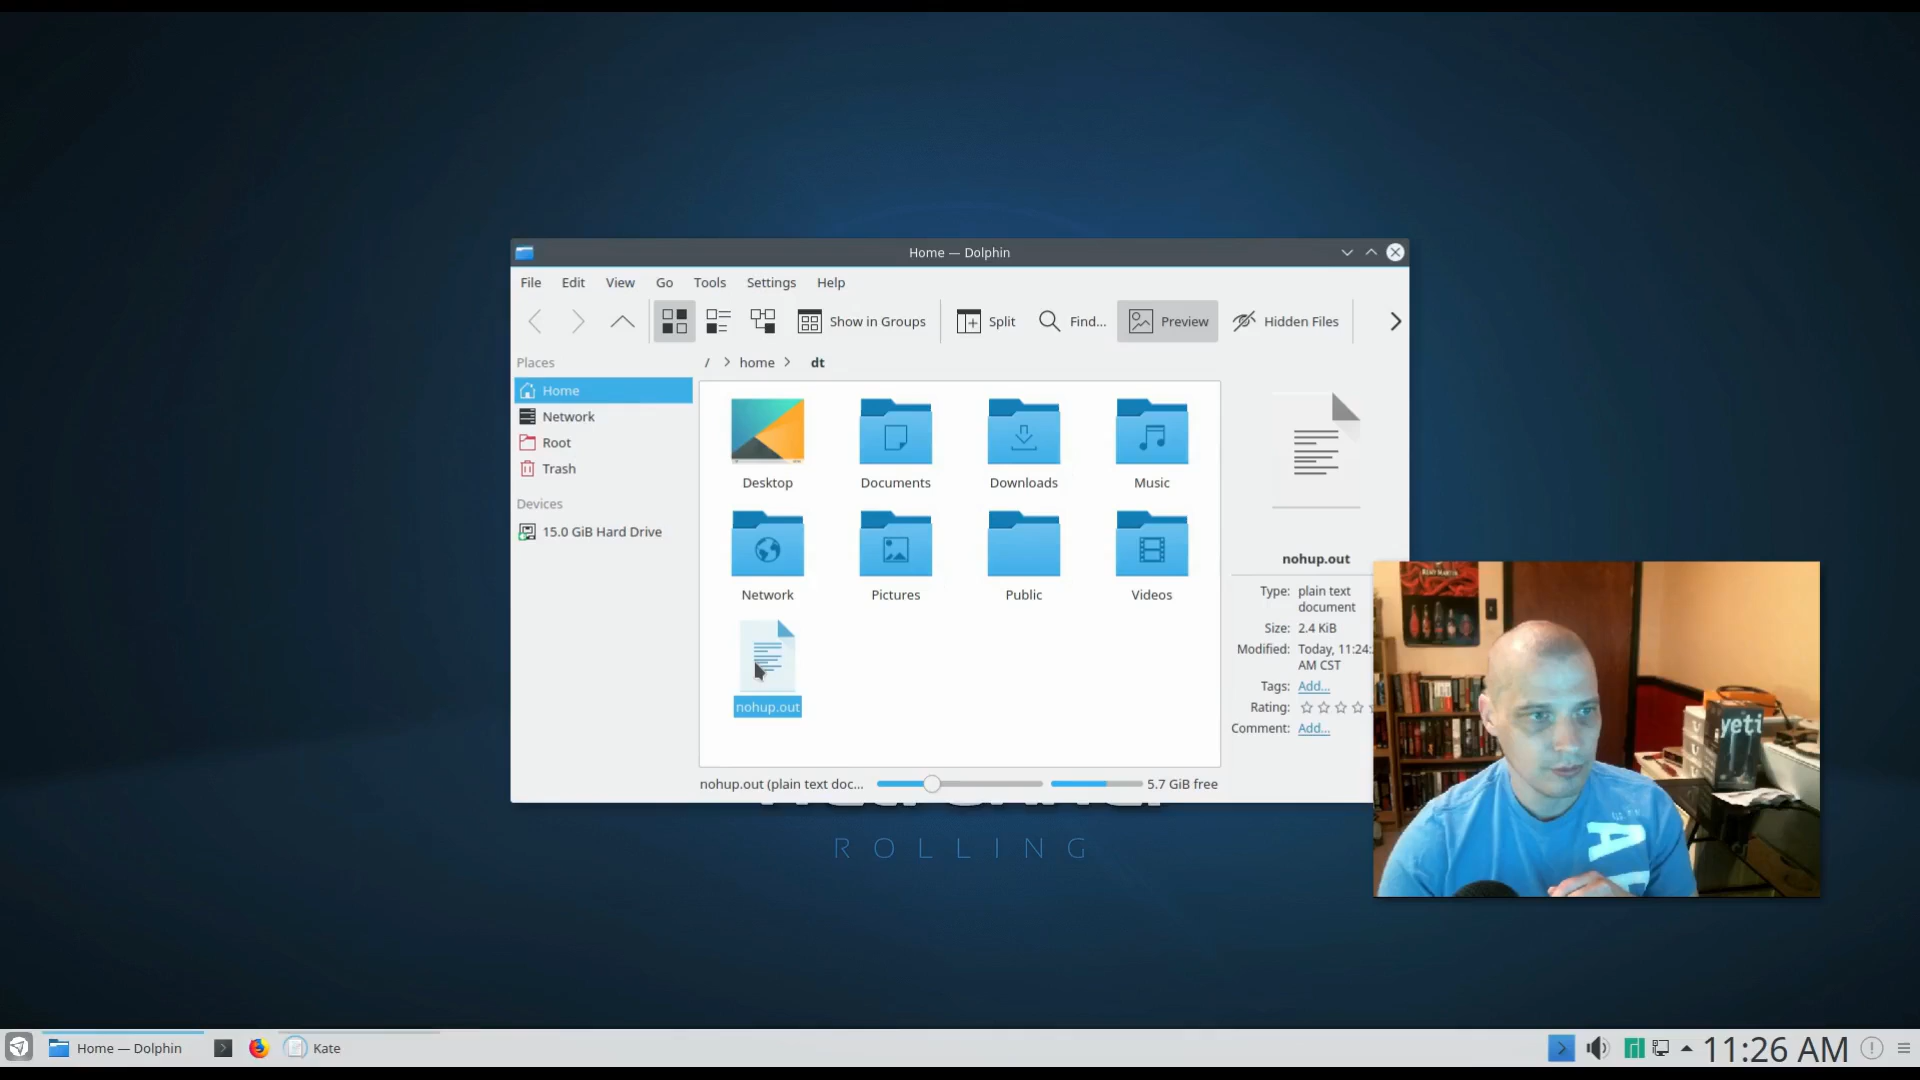 Home — Dolphin
File Edit View Go Tools Settings Help
Show in Groups Split Find... Preview Hidden Files
Places
/ > home > dt
Home
Network
Root
Trash
Devices
15.0 GiB Hard Drive
Desktop Documents Downloads Music
Network Pictures Public Videos
nohup.out
nohup.out
Type: plain text
document
Size: 2.4 KiB
Modified: Today, 11:24:
AM CST
Tags: Add...
Rating:
Comment: Add...
nohup.out (plain text doc... 5.7 GiB free
ROLLING
yeti
A
Home — Dolphin Kate 11:26 AM